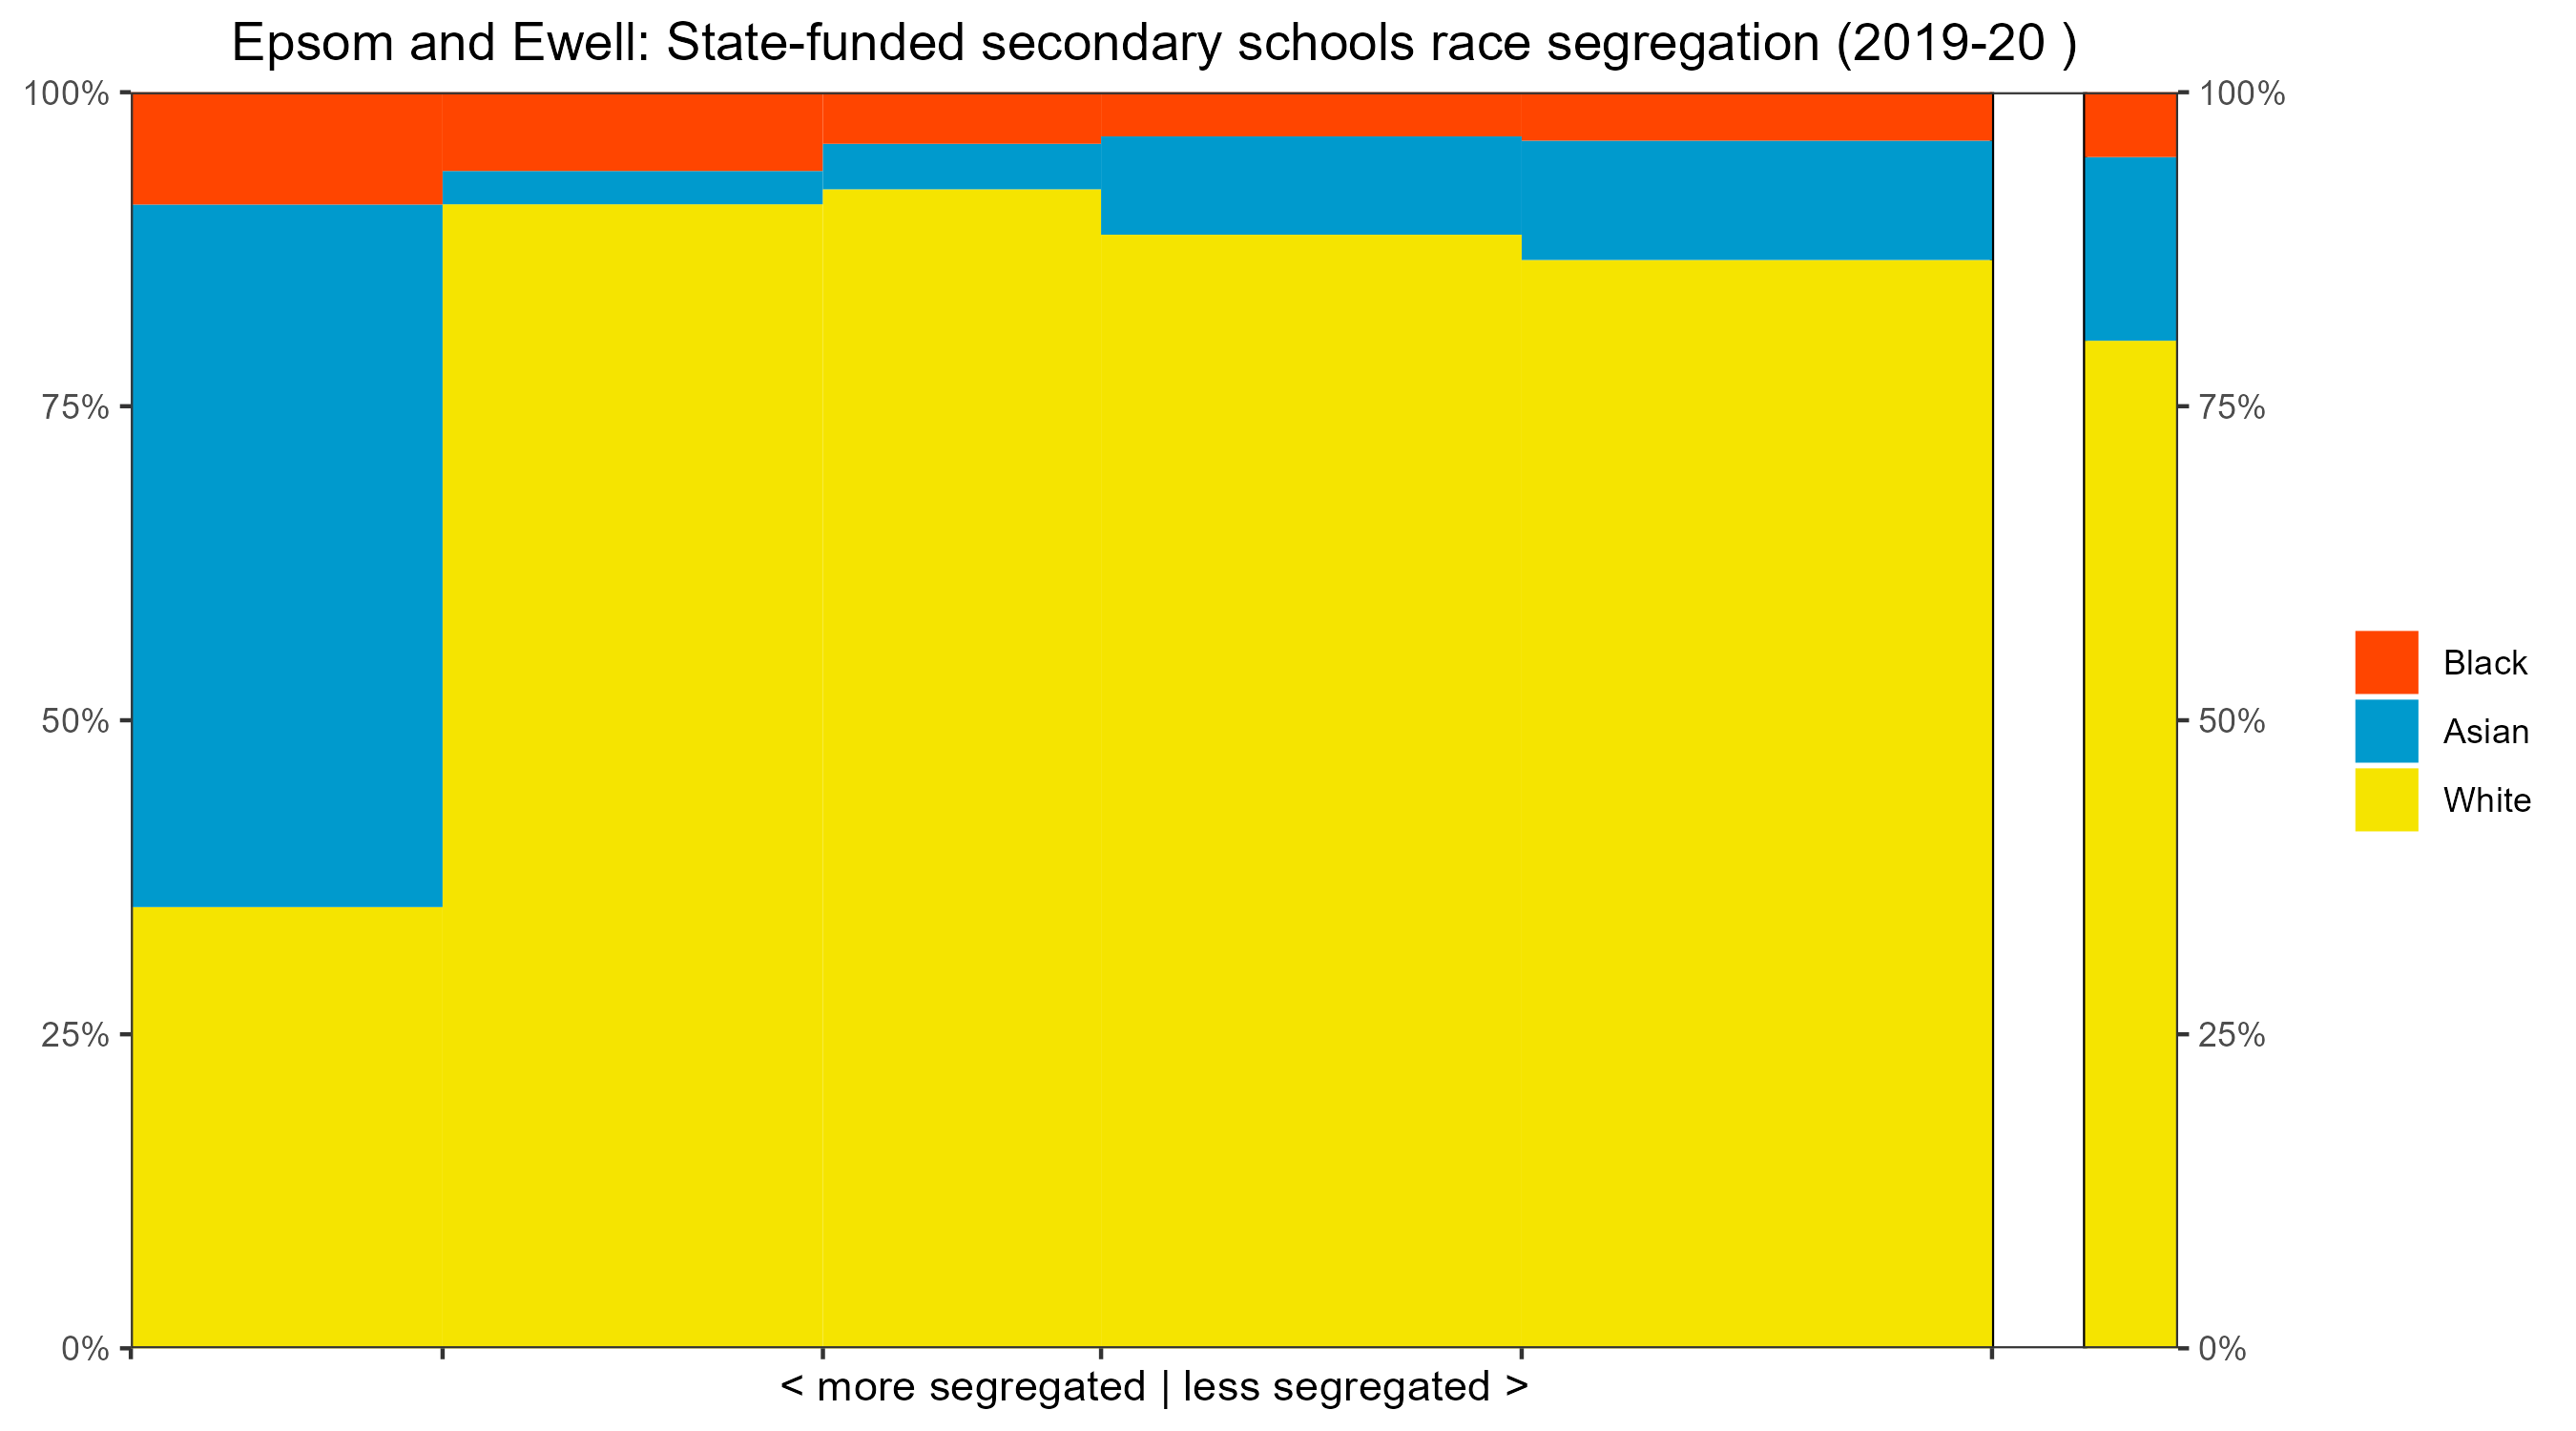 Epsom and Ewell: State-funded secondary schools race segregation (2019-20 )
100%
75%
50%
25%
0%
100%
75%
50%
25%
0%
Black
Asian
White
< more segregated | less segregated >